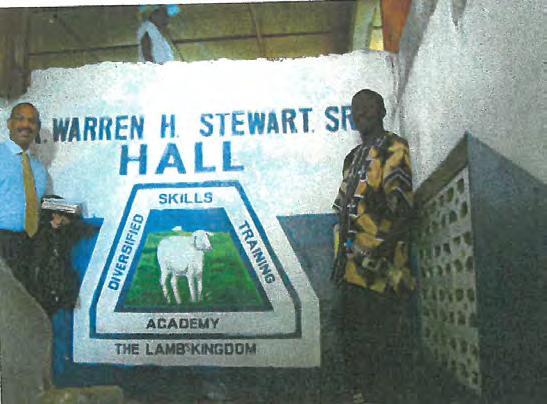 WARREN H. STEWART. SR
HALL
SKILLS
DIVERSIFIED
TRAINING
ACADEMY
THE LAMB'S KINGDOM